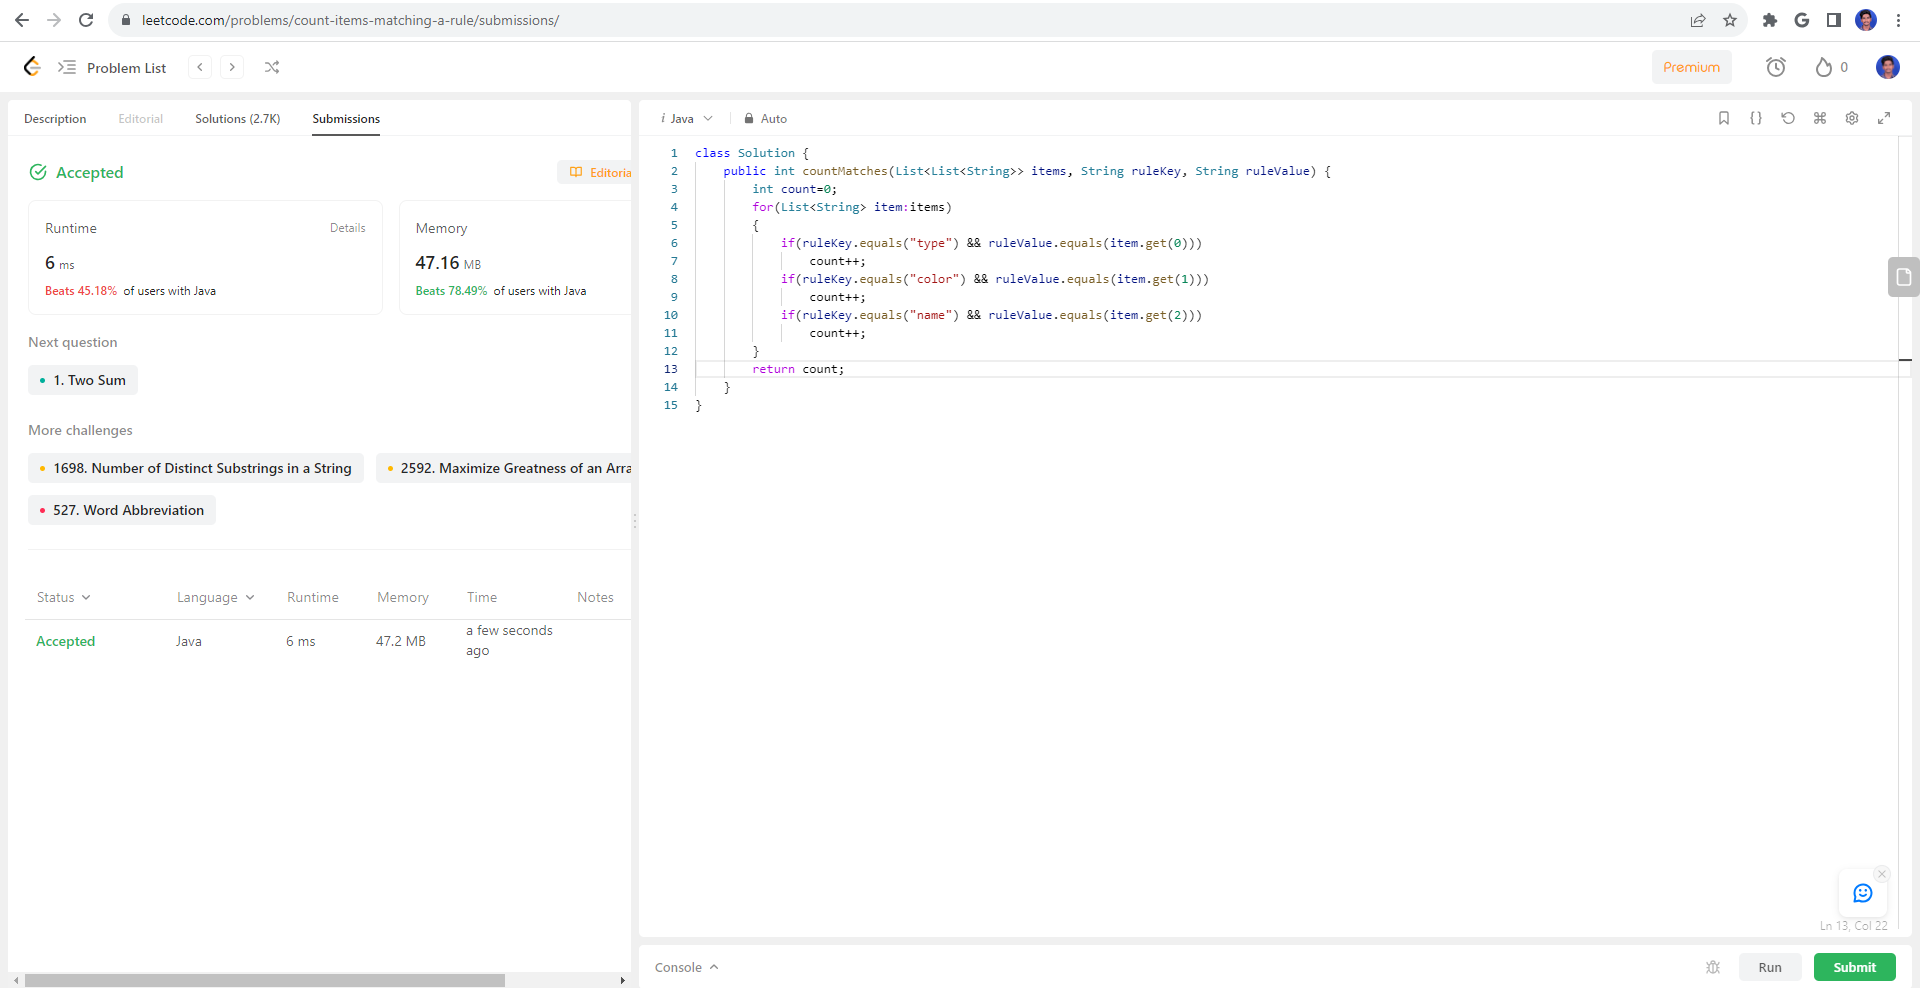 leetcode.com/problems/count-items-matching-a-rule/submissions/
Problem List
Premium
0
Description
Editorial
Solutions (2.7K)
Submissions
Accepted
Editoria
Runtime
Details
6 ms
Beats 45.18% of users with Java
Memory
47.16 MB
Beats 78.49% of users with Java
Next question
1. Two Sum
More challenges
1698. Number of Distinct Substrings in a String
2592. Maximize Greatness of an Arra
527. Word Abbreviation
Status
Language
Runtime
Memory
Time
Notes
Accepted
Java
6 ms
47.2 MB
a few seconds
ago
i Java
Auto
1 class Solution {
2     public int countMatches(List<List<String>> items, String ruleKey, String ruleValue) {
3         int count=0;
4         for(List<String> item:items)
5         {
6             if(ruleKey.equals("type") && ruleValue.equals(item.get(0)))
7                 count++;
8             if(ruleKey.equals("color") && ruleValue.equals(item.get(1)))
9                 count++;
10             if(ruleKey.equals("name") && ruleValue.equals(item.get(2)))
11                 count++;
12         }
13         return count;
14     }
15 }
Ln 13, Col 22
Console
Run
Submit